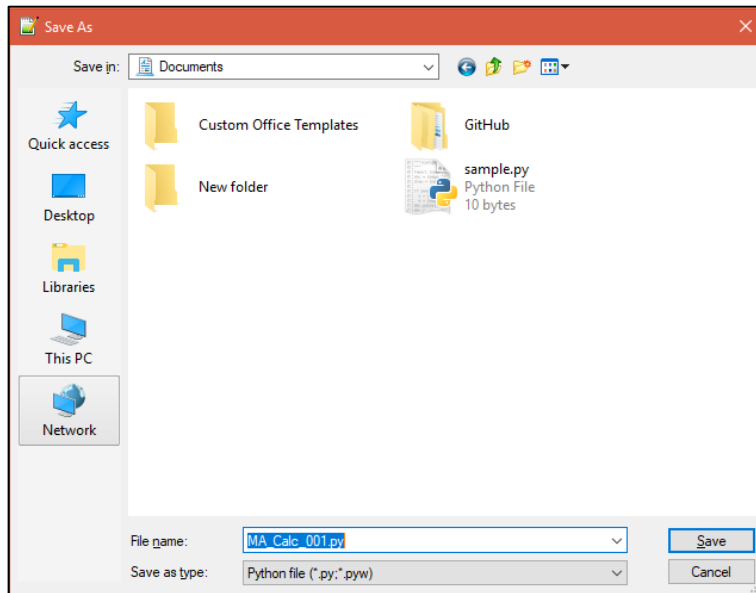 Save As
Save in: Documents
Quick access
Desktop
Libraries
This PC
Network
Custom Office Templates
GitHub
New folder
sample.py
Python File
10 bytes
File name: MA_Calc_001.py Save
Save as type: Python file (*.py;*.pyw) Cancel